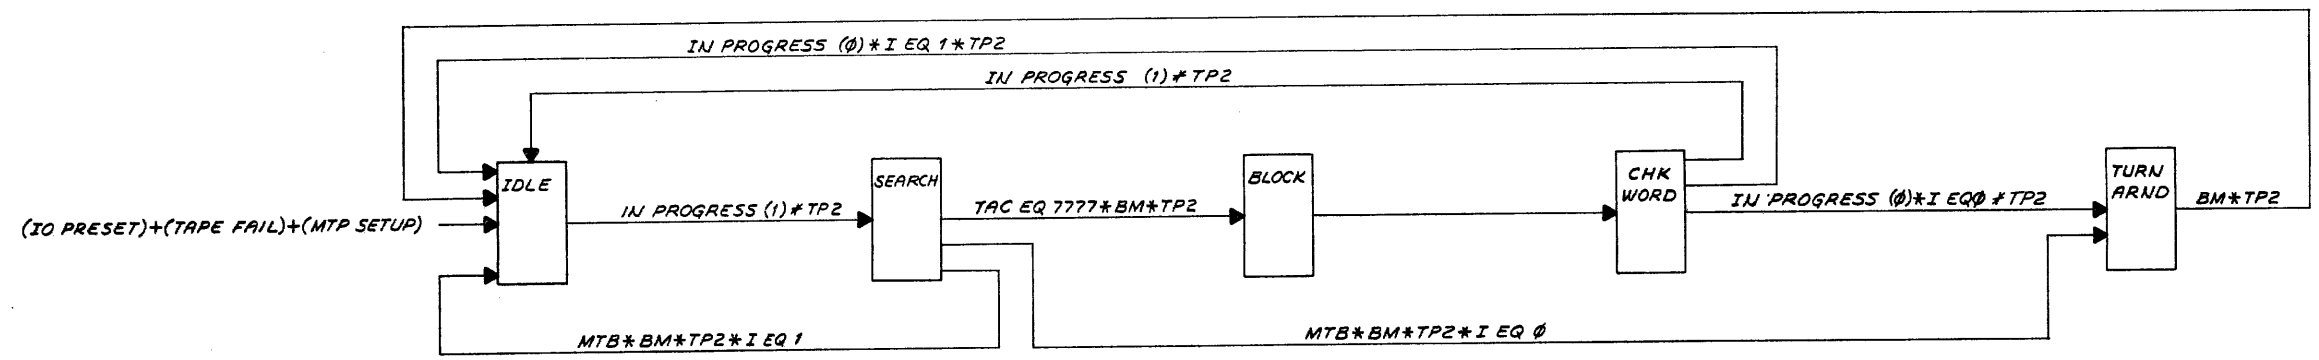 IN PROGRESS (Ø)*I EQ 1*TP2
IN PROGRESS (1)*TP2
IDLE
SEARCH
BLOCK
CHK
WORD
TURN
ARND
(IO PRESET)+(TAPE FAIL)+(MTP SETUP)
IN PROGRESS(1)*TP2
TAC EQ 7777*BM*TP2
IN PROGRESS (Ø)*I EQØ*TP2
BM*TP2
MTB*BM*TP2*I EQ 1
MTB*BM*TP2*I EQ Ø